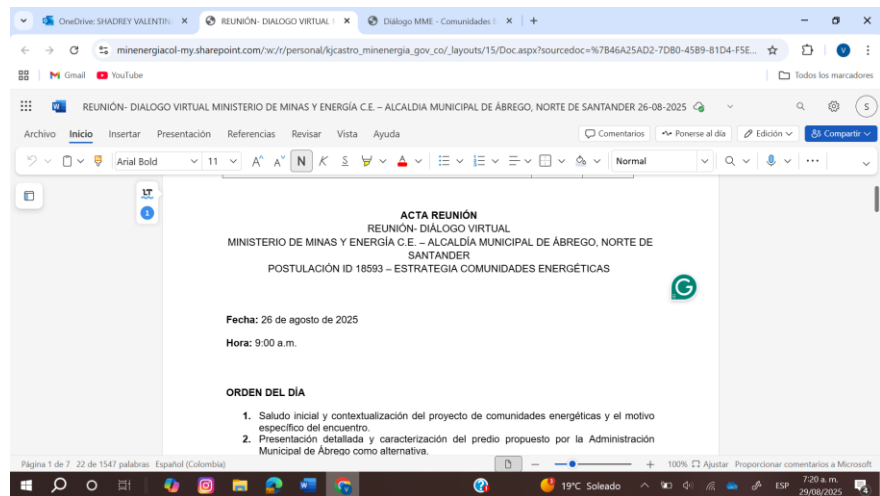 OneDrive: SHADREY VALENTIN
REUNIÓN- DIALOGO VIRTUAL
Diálogo MME - Comunidades E
minenergiacol-my.sharepoint.com/:w:/r/personal/kjcastro_minenergia_gov_co/_layouts/15/Doc.aspx?sourcedoc=%7B46A25AD2-7DB0-45B9-81D4-F5E...
V
Gmail
YouTube
Todos los marcadores
REUNIÓN- DIALOGO VIRTUAL MINISTERIO DE MINAS Y ENERGÍA C.E. – ALCALDIA MUNICIPAL DE ÁBREGO, NORTE DE SANTANDER 26-08-2025
S
Archivo Inicio Insertar Presentación Referencias Revisar Vista Ayuda
Comentarios Ponerse al día Edición Compartir
Arial Bold 11 A A N K S A Normal
LT
1
ACTA REUNIÓN
REUNIÓN- DIÁLOGO VIRTUAL
MINISTERIO DE MINAS Y ENERGÍA C.E. – ALCALDÍA MUNICIPAL DE ÁBREGO, NORTE DE
SANTANDER
POSTULACIÓN ID 18593 – ESTRATEGIA COMUNIDADES ENERGÉTICAS
G
Fecha: 26 de agosto de 2025
Hora: 9:00 a.m.
ORDEN DEL DÍA
1. Saludo inicial y contextualización del proyecto de comunidades energéticas y el motivo
específico del encuentro.
2. Presentación detallada y caracterización del predio propuesto por la Administración
Municipal de Ábrego como alternativa.
Página 1 de 7 22 de 1547 palabras Español (Colombia)
100% Ajustar Proporcionar comentarios a Microsoft
19°C Soleado
ESP
7:20 a. m.
29/08/2025